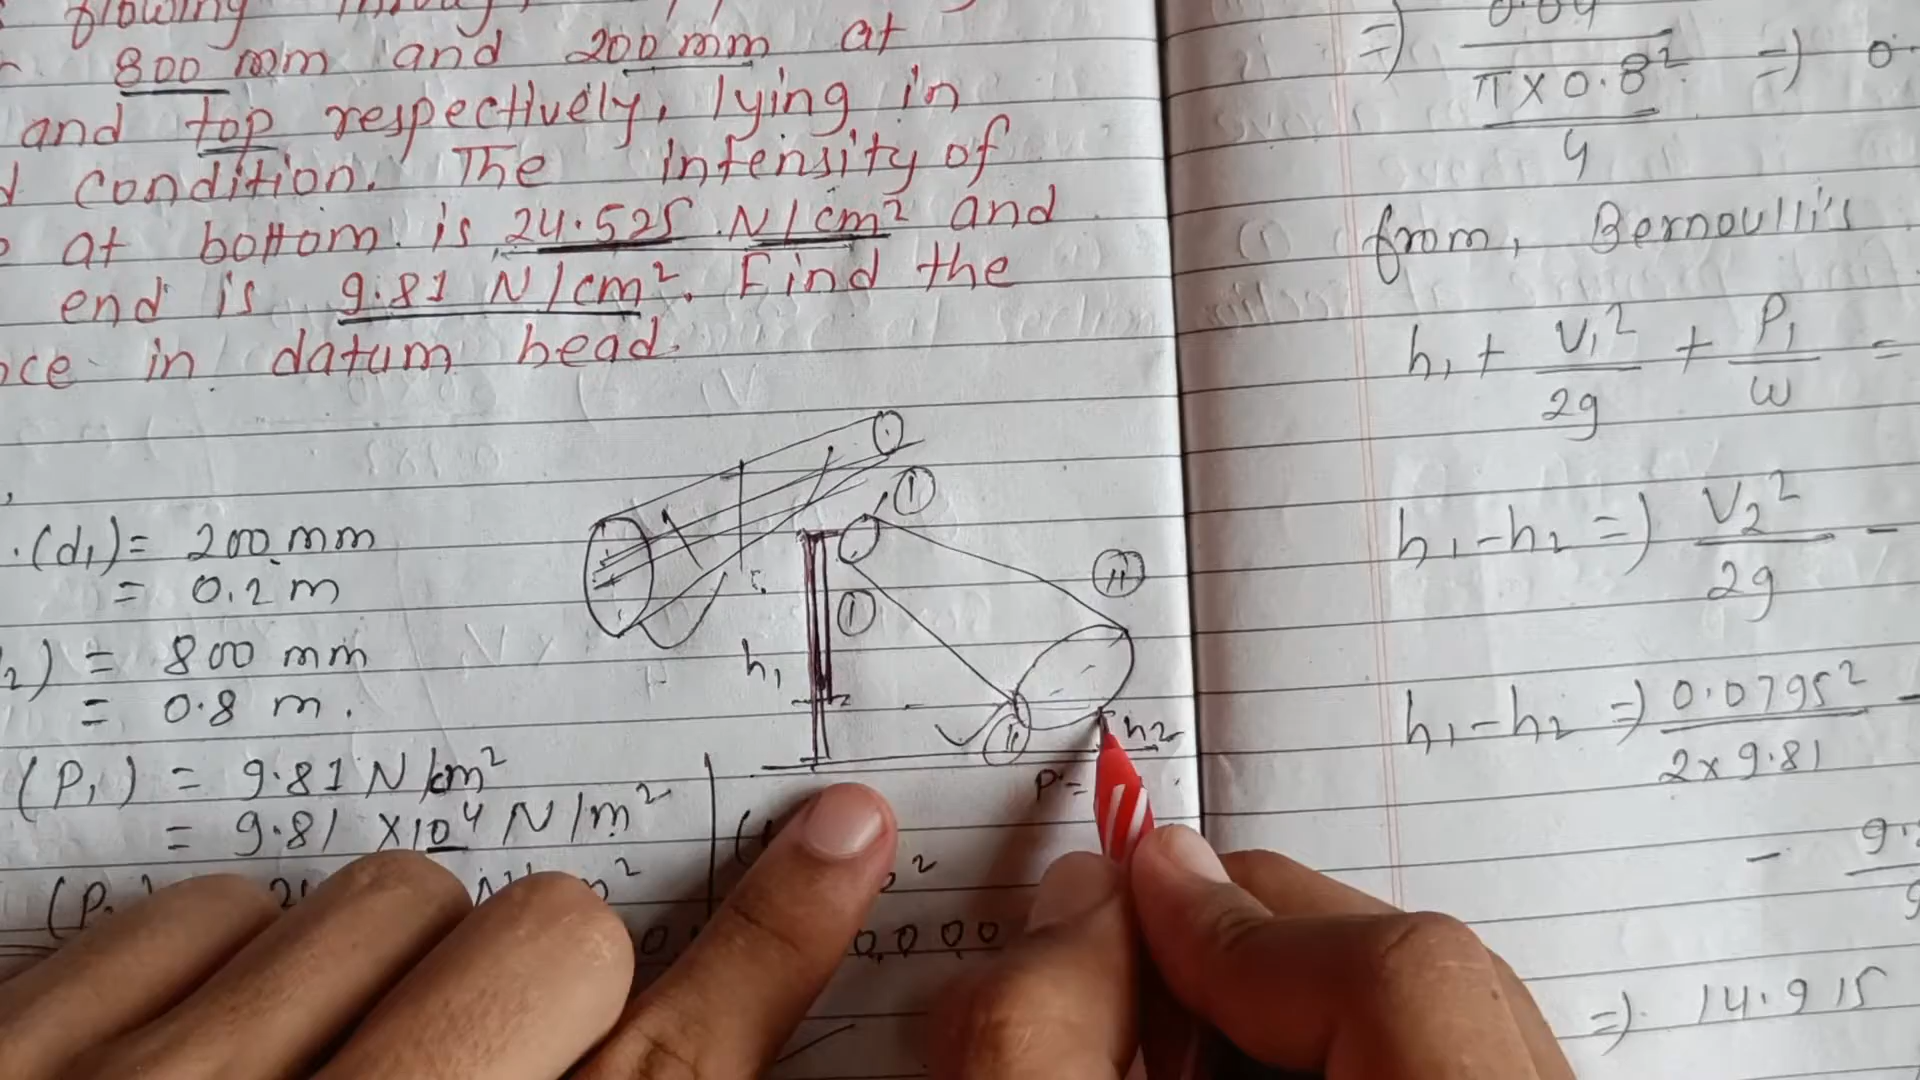 flowing
800 mm and 200 mm at
and top respectively, lying in
condition. The intensity of
at bottom is 24.525 N/cm² and
end is 9.81 N/cm². Find the
in datum head.
(d₁) = 200 mm
= 0.2 m
= 800 mm
= 0.8 m.
(P₁) = 9.81 N/cm²
= 9.81 × 10⁴ N/m²
I
I
II
h₁
II
h₂
P =
π × 0.8²
4
from, Bernoulli's
h₁ + V₁²/2g + P₁/w =
h₁ - h₂ ⇒ V₂²/2g -
h₁ - h₂ ⇒ 0.0795²/2×9.81 -
⇒ 14.915